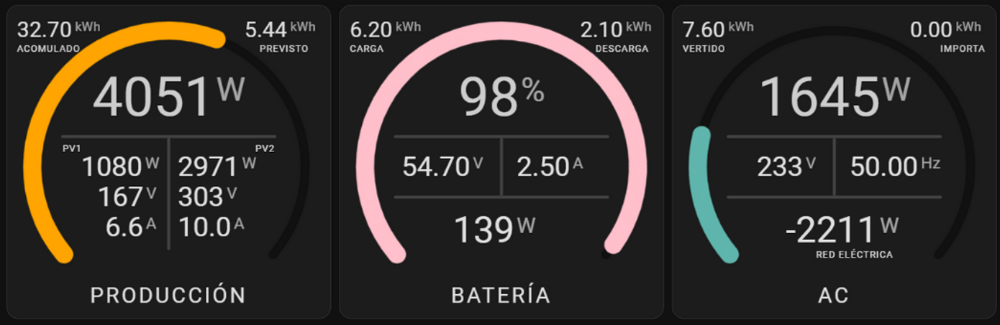 32.70 kWh
ACOMULADO
5.44 kWh
PREVISTO
4051 W
PV1
PV2
1080 W
2971 W
167 V
303 V
6.6 A
10.0 A
PRODUCCIÓN
6.20 kWh
CARGA
2.10 kWh
DESCARGA
98 %
54.70 V
2.50 A
139 W
BATERÍA
7.60 kWh
VERTIDO
0.00 kWh
IMPORTA
1645 W
233 V
50.00 Hz
-2211 W
RED ELÉCTRICA
AC